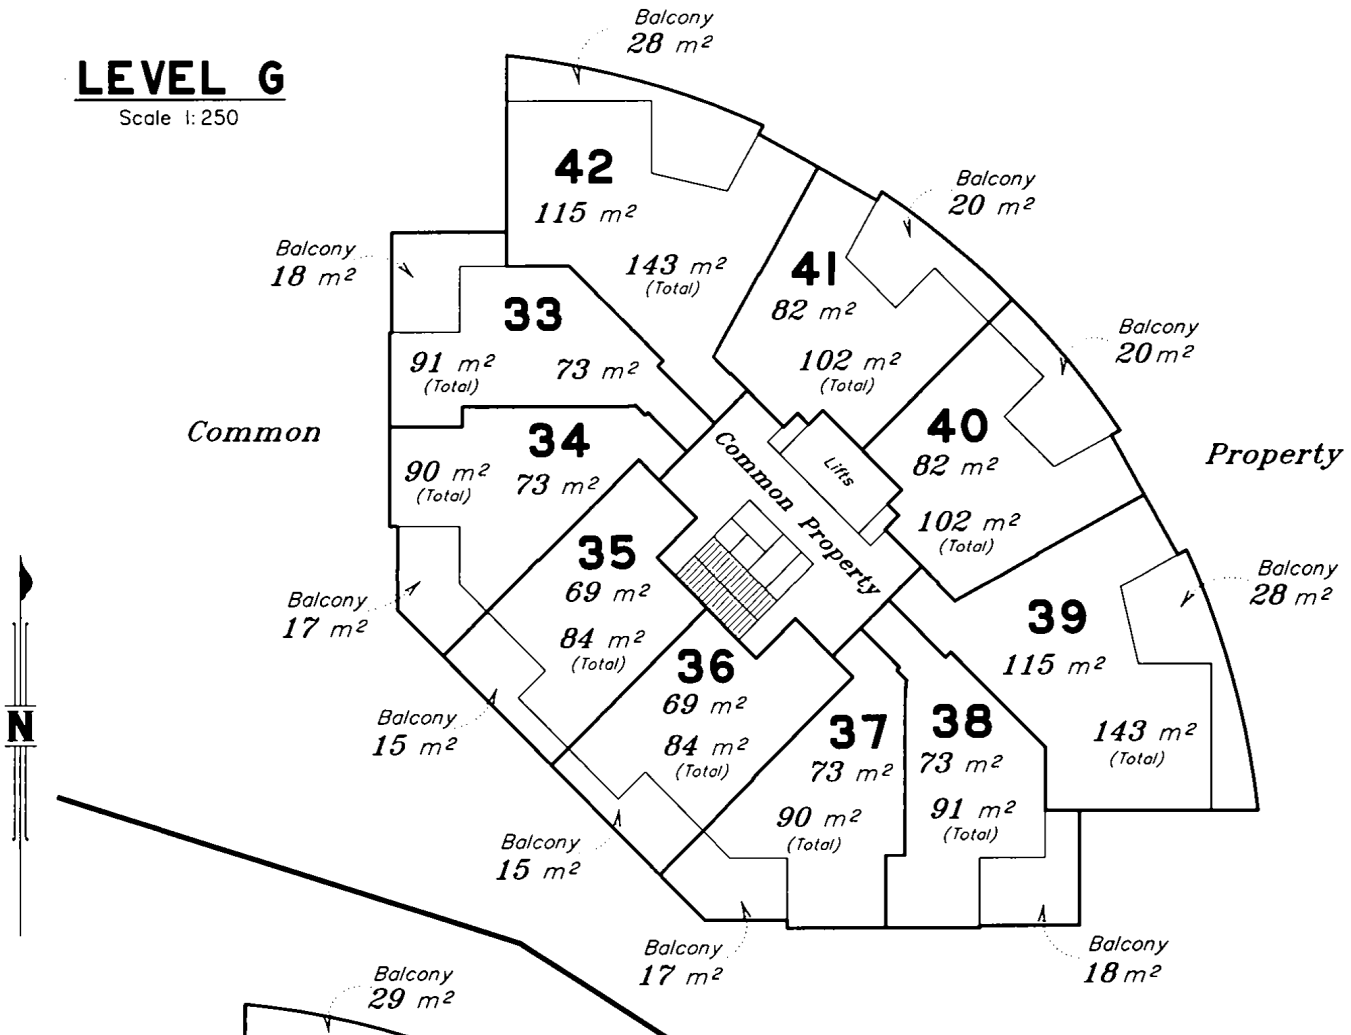 LEVEL G
Scale 1:250
Balcony
28 m²
42
115 m²
143 m²
(Total)
Balcony
20 m²
41
82 m²
102 m²
(Total)
Balcony
18 m²
33
91 m²
(Total)
73 m²
Balcony
20 m²
40
82 m²
102 m²
(Total)
Common
Property
34
90 m²
(Total)
73 m²
Common Property
Lifts
35
69 m²
84 m²
(Total)
Balcony
17 m²
Balcony
28 m²
39
115 m²
143 m²
(Total)
36
69 m²
84 m²
(Total)
Balcony
15 m²
37
73 m²
90 m²
(Total)
38
73 m²
91 m²
(Total)
N
Balcony
15 m²
Balcony
17 m²
Balcony
18 m²
Balcony
29 m²